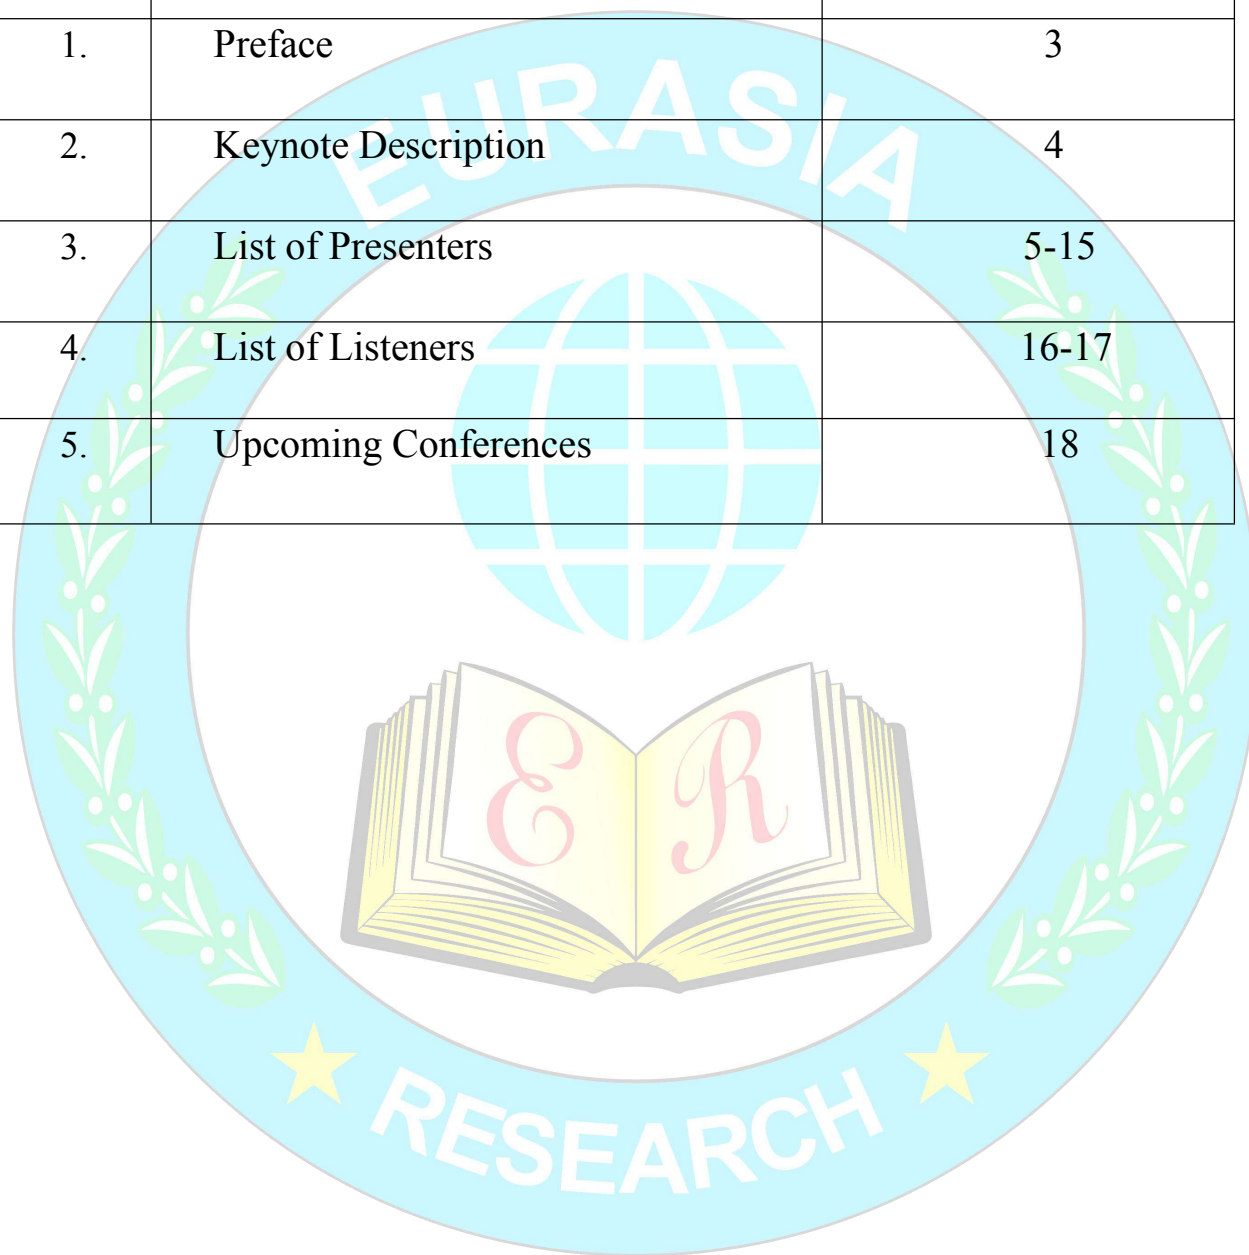 1. Preface 3
2. Keynote Description 4
3. List of Presenters 5-15
4. List of Listeners 16-17
5. Upcoming Conferences 18
EURASIA
E R
RESEARCH